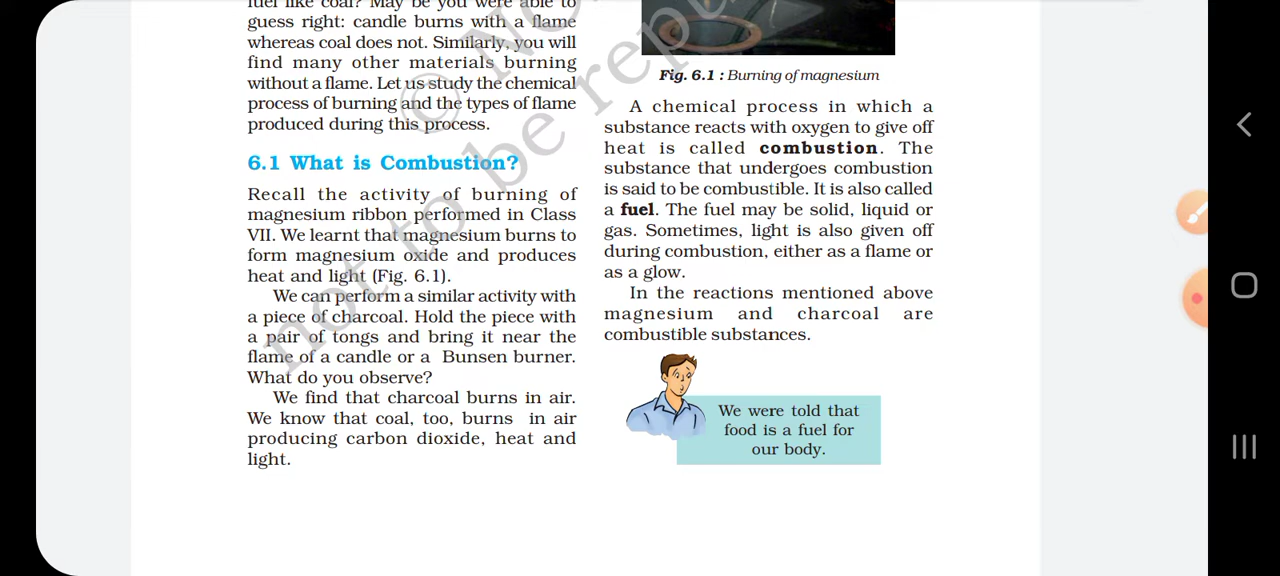 fuel like coal? May be you were able to
guess right: candle burns with a flame
whereas coal does not. Similarly, you will
find many other materials burning
without a flame. Let us study the chemical
process of burning and the types of flame
produced during this process.
6.1 What is Combustion?
Recall the activity of burning of
magnesium ribbon performed in Class
VII. We learnt that magnesium burns to
form magnesium oxide and produces
heat and light (Fig. 6.1).
We can perform a similar activity with
a piece of charcoal. Hold the piece with
a pair of tongs and bring it near the
flame of a candle or a Bunsen burner.
What do you observe?
We find that charcoal burns in air.
We know that coal, too, burns in air
producing carbon dioxide, heat and
light.
Fig. 6.1 : Burning of magnesium
A chemical process in which a
substance reacts with oxygen to give off
heat is called combustion. The
substance that undergoes combustion
is said to be combustible. It is also called
a fuel. The fuel may be solid, liquid or
gas. Sometimes, light is also given off
during combustion, either as a flame or
as a glow.
In the reactions mentioned above
magnesium and charcoal are
combustible substances.
We were told that
food is a fuel for
our body.
©
not to be